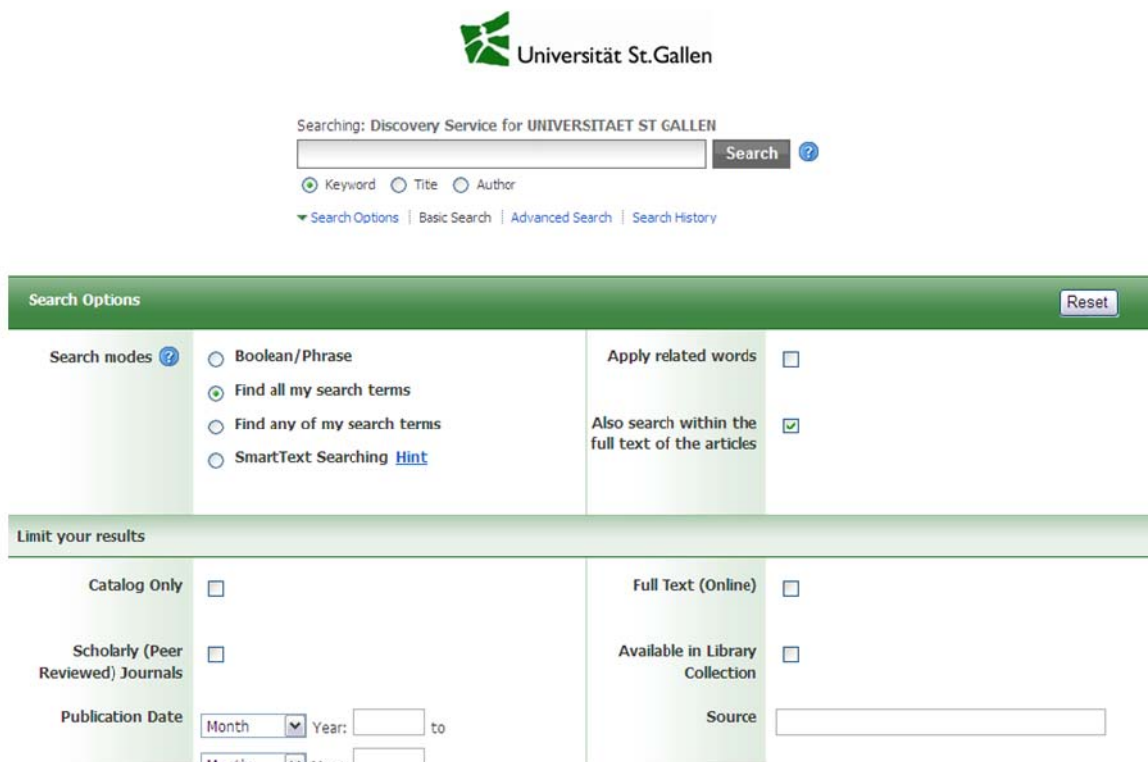 Universität St.Gallen
Searching: Discovery Service for UNIVERSITAET ST GALLEN
Search
Keyword Tite Author
Search Options Basic Search Advanced Search Search History
Search Options
Reset
Search modes
Boolean/Phrase
Find all my search terms
Find any of my search terms
SmartText Searching Hint
Apply related words
Also search within the
full text of the articles
Limit your results
Catalog Only
Full Text (Online)
Scholarly (Peer
Reviewed) Journals
Available in Library
Collection
Publication Date
Month Year: to
Source